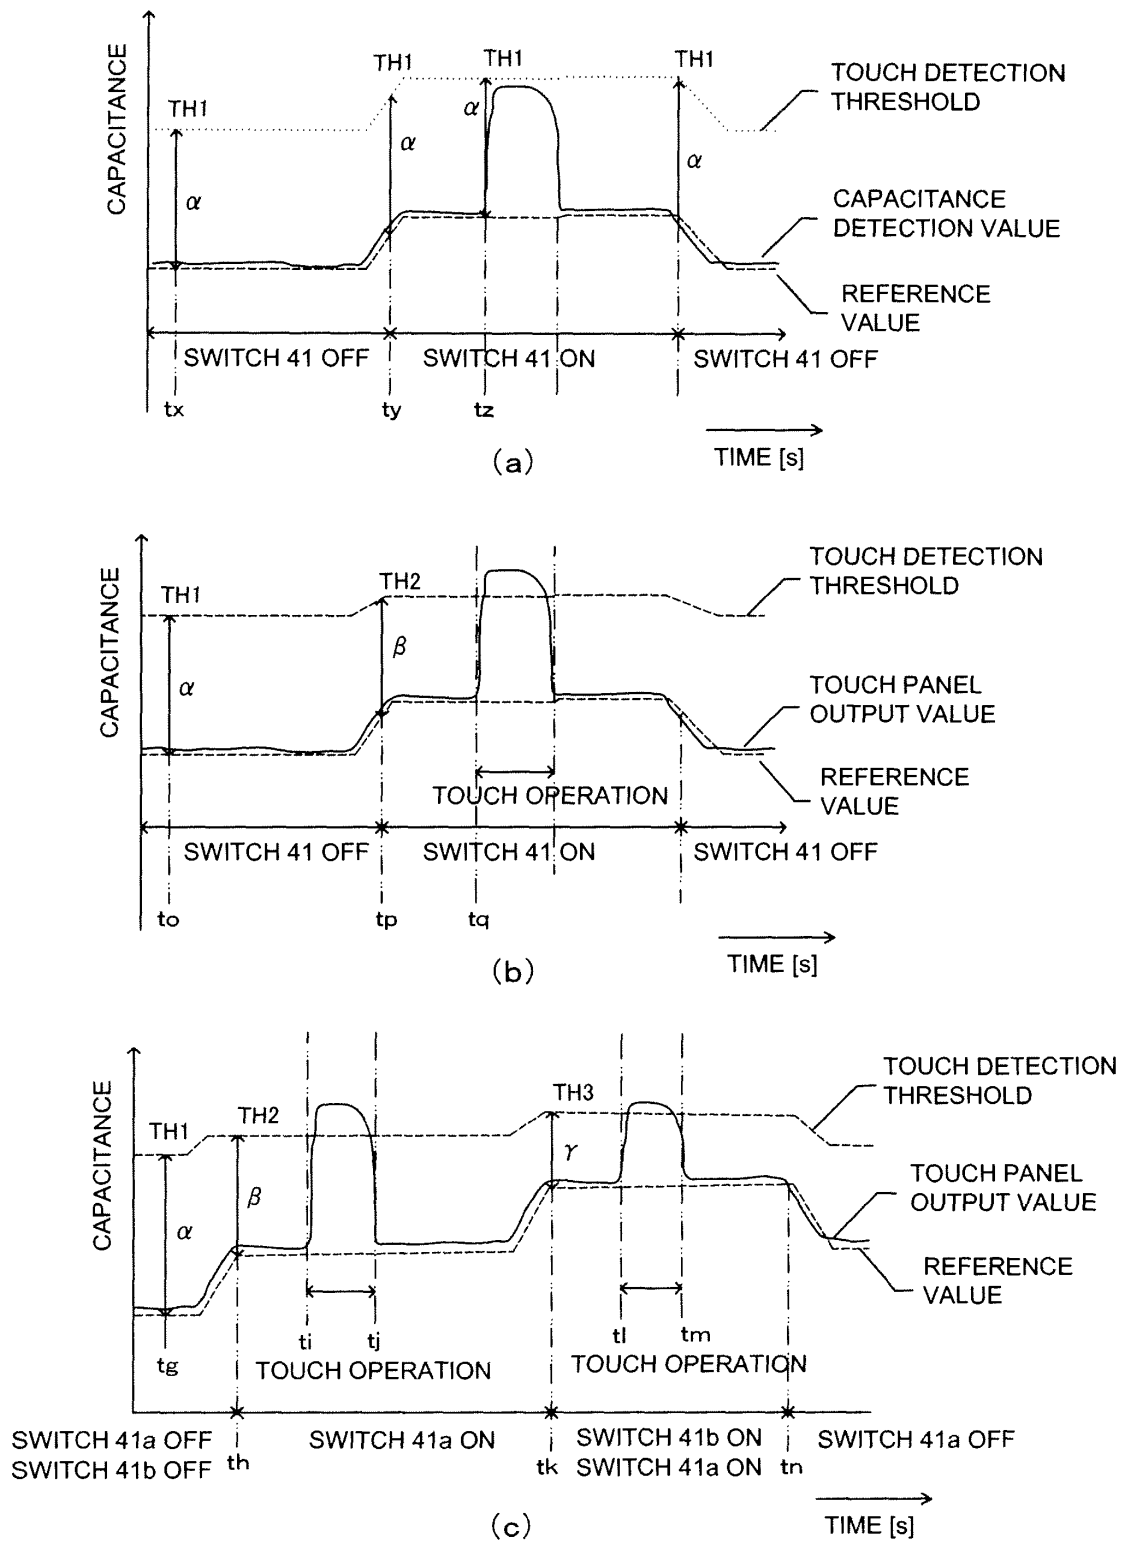 CAPACITANCE
TH1
TH1
TH1
TH1
α
α
α
α
TOUCH DETECTION
THRESHOLD
CAPACITANCE
DETECTION VALUE
REFERENCE
VALUE
SWITCH 41 OFF
SWITCH 41 ON
SWITCH 41 OFF
tx
ty
tz
TIME [s]
(a)
CAPACITANCE
TH1
TH2
α
β
TOUCH DETECTION
THRESHOLD
TOUCH PANEL
OUTPUT VALUE
REFERENCE
VALUE
TOUCH OPERATION
SWITCH 41 OFF
SWITCH 41 ON
SWITCH 41 OFF
to
tp
tq
TIME [s]
(b)
CAPACITANCE
TH1
TH2
TH3
α
β
γ
TOUCH DETECTION
THRESHOLD
TOUCH PANEL
OUTPUT VALUE
REFERENCE
VALUE
tg
ti
tj
TOUCH OPERATION
tl
tm
TOUCH OPERATION
SWITCH 41a OFF
SWITCH 41b OFF
th
SWITCH 41a ON
tk
SWITCH 41b ON
SWITCH 41a ON
tn
SWITCH 41a OFF
TIME [s]
(c)